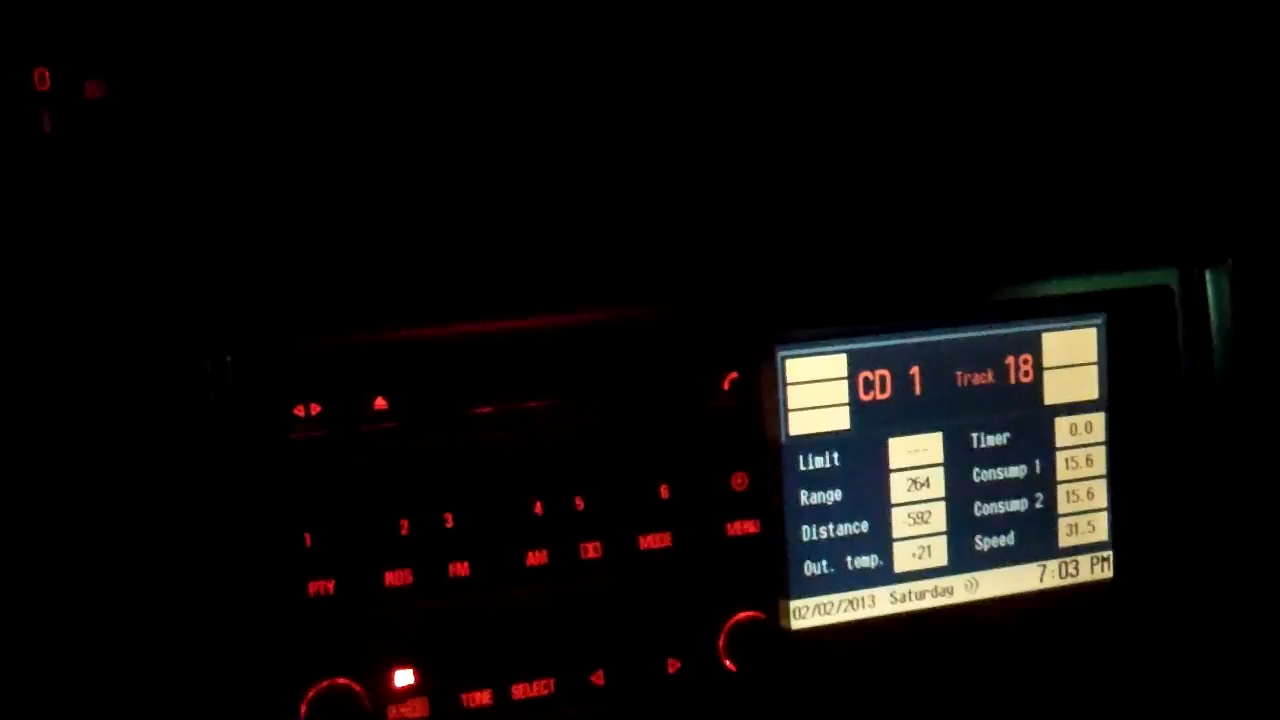 0
CD 1 Track 18
Limit ---
Range 264
Distance -592
Out. temp. +21
Timer 0.0
Consump 1 15.6
Consump 2 15.6
Speed 31.5
02/02/2013 Saturday 7:03 PM
1 2 3 4 5 6
PTY RDS FM AM MODE MENU
TONE SELECT